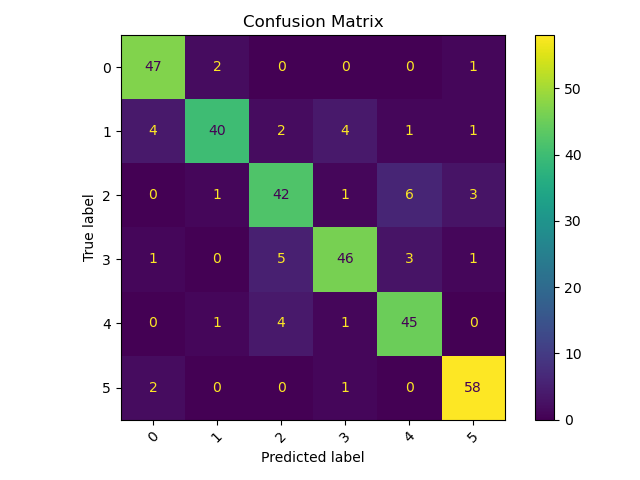 Confusion Matrix
True label
0 47 2 0 0 0 1
1 4 40 2 4 1 1
2 0 1 42 1 6 3
3 1 0 5 46 3 1
4 0 1 4 1 45 0
5 2 0 0 1 0 58
0 1 2 3 4 5
Predicted label
50
40
30
20
10
0